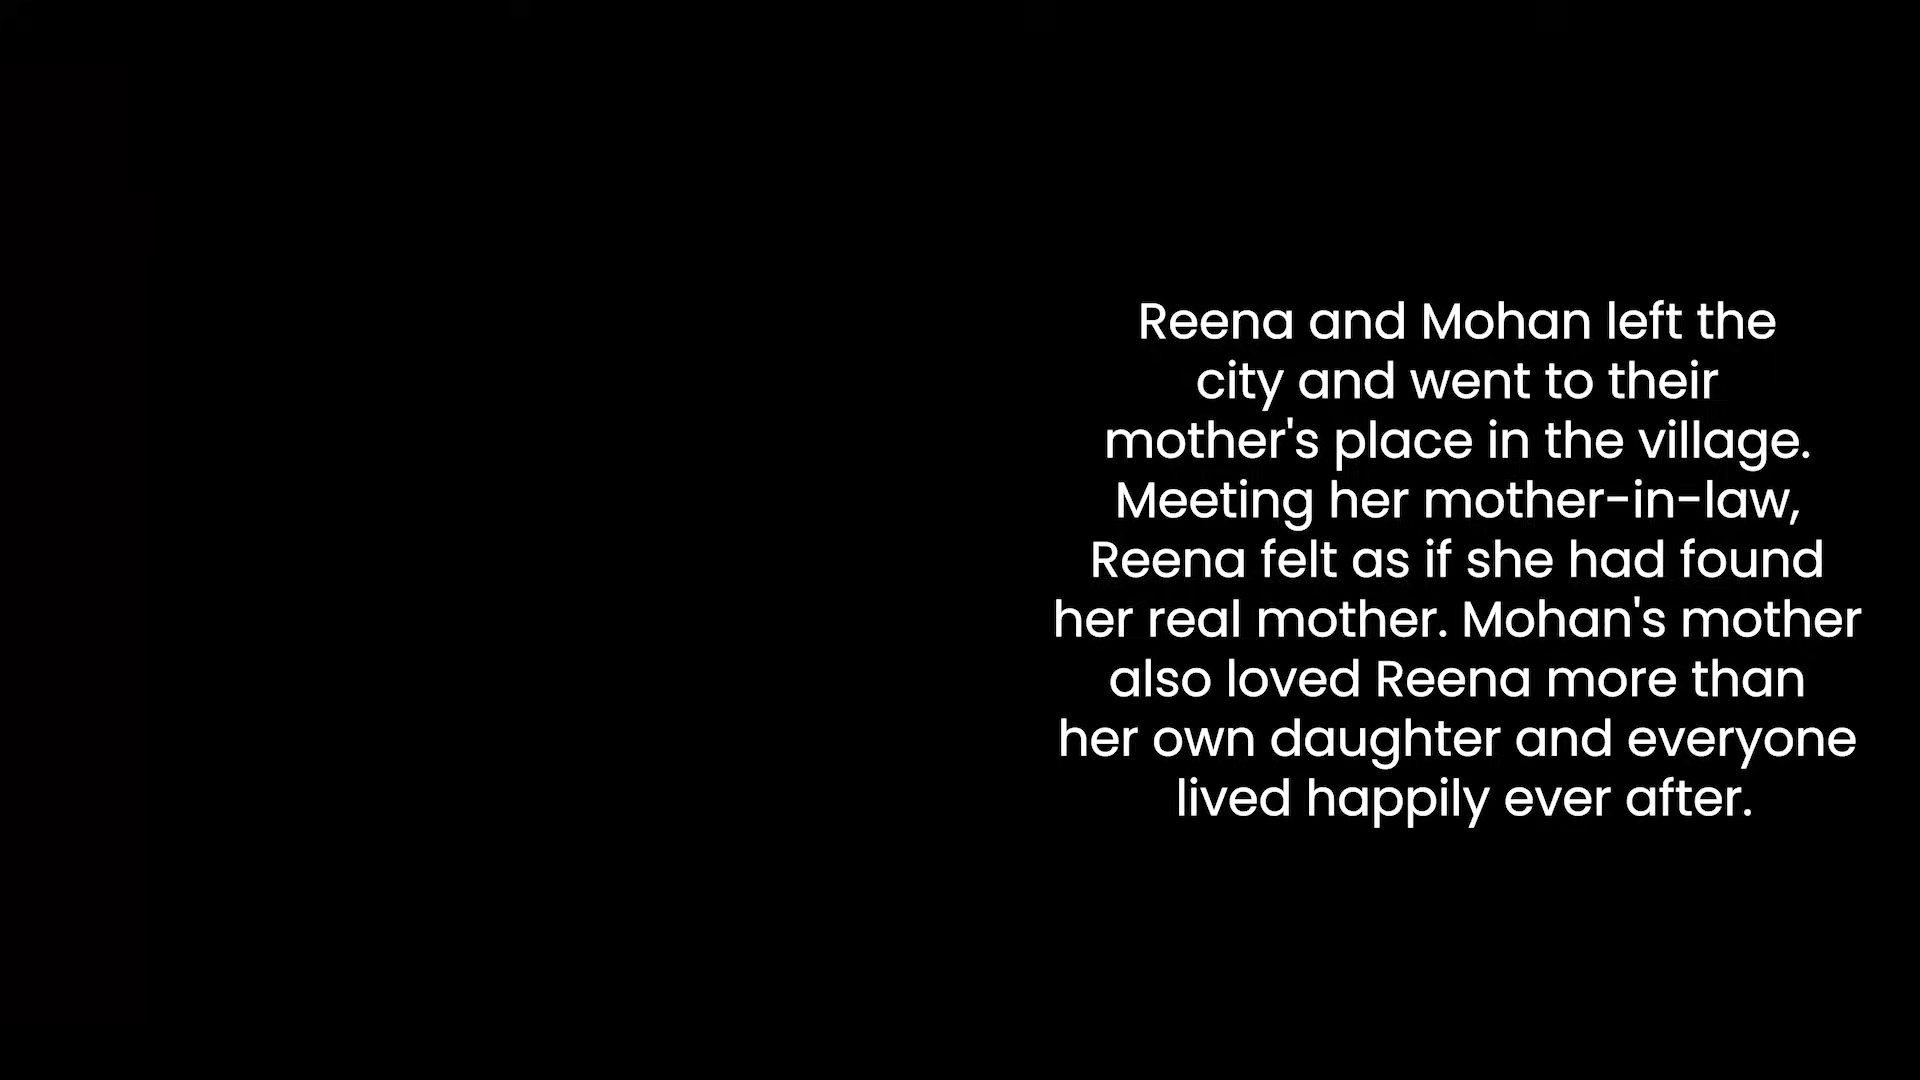 Reena and Mohan left the
city and went to their
mother's place in the village.
Meeting her mother-in-law,
Reena felt as if she had found
her real mother. Mohan's mother
also loved Reena more than
her own daughter and everyone
lived happily ever after.